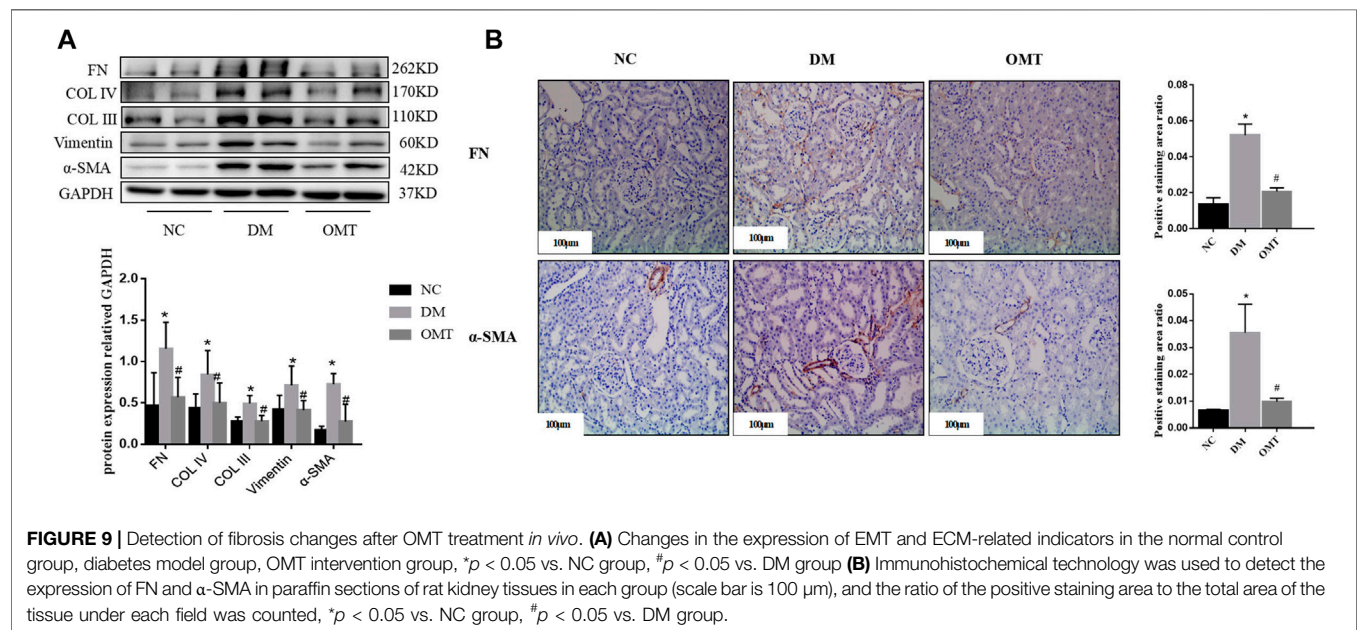 A
FN 262KD
COL IV 170KD
COL III 110KD
Vimentin 60KD
α-SMA 42KD
GAPDH 37KD
NC DM OMT
protein expression relatived GAPDH
2.0
1.5
1.0
0.5
0.0
* # * # * # * # * #
FN COL IV COL III Vimentin α-SMA
NC
DM
OMT
B
NC DM OMT
FN
100μm 100μm 100μm
α-SMA
100μm 100μm 100μm
Positive staining area ratio
0.08
0.06
0.04
0.02
0.00
*
#
NC DM OMT
Positive staining area ratio
0.05
0.04
0.03
0.02
0.01
0.00
*
#
NC DM OMT
FIGURE 9 | Detection of fibrosis changes after OMT treatment in vivo. (A) Changes in the expression of EMT and ECM-related indicators in the normal control
group, diabetes model group, OMT intervention group, *p < 0.05 vs. NC group, #p < 0.05 vs. DM group (B) Immunohistochemical technology was used to detect the
expression of FN and α-SMA in paraffin sections of rat kidney tissues in each group (scale bar is 100 μm), and the ratio of the positive staining area to the total area of the
tissue under each field was counted, *p < 0.05 vs. NC group, #p < 0.05 vs. DM group.